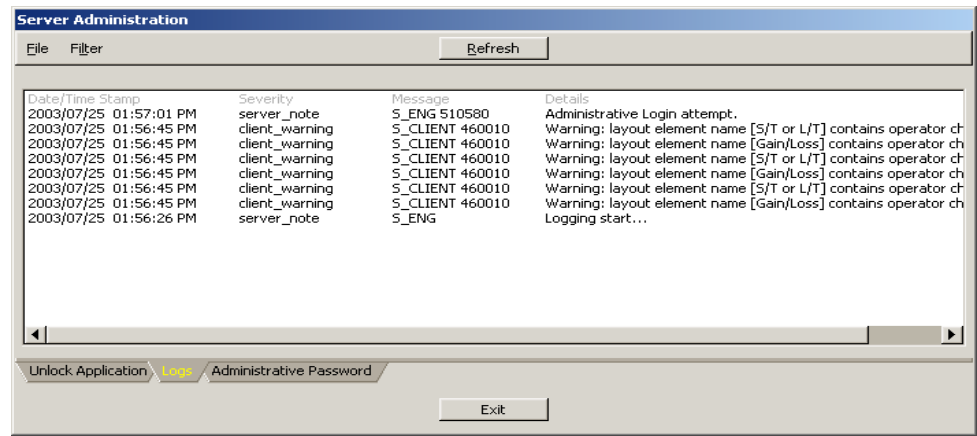 Server Administration
File Filter Refresh
Date/Time Stamp Severity Message Details
2003/07/25 01:57:01 PM server_note S_ENG 510580 Administrative Login attempt.
2003/07/25 01:56:45 PM client_warning S_CLIENT 460010 Warning: layout element name [S/T or L/T] contains operator ch
2003/07/25 01:56:45 PM client_warning S_CLIENT 460010 Warning: layout element name [Gain/Loss] contains operator ch
2003/07/25 01:56:45 PM client_warning S_CLIENT 460010 Warning: layout element name [S/T or L/T] contains operator ch
2003/07/25 01:56:45 PM client_warning S_CLIENT 460010 Warning: layout element name [Gain/Loss] contains operator ch
2003/07/25 01:56:45 PM client_warning S_CLIENT 460010 Warning: layout element name [S/T or L/T] contains operator ch
2003/07/25 01:56:45 PM client_warning S_CLIENT 460010 Warning: layout element name [Gain/Loss] contains operator ch
2003/07/25 01:56:26 PM server_note S_ENG Logging start...
Unlock Application Logs Administrative Password
Exit